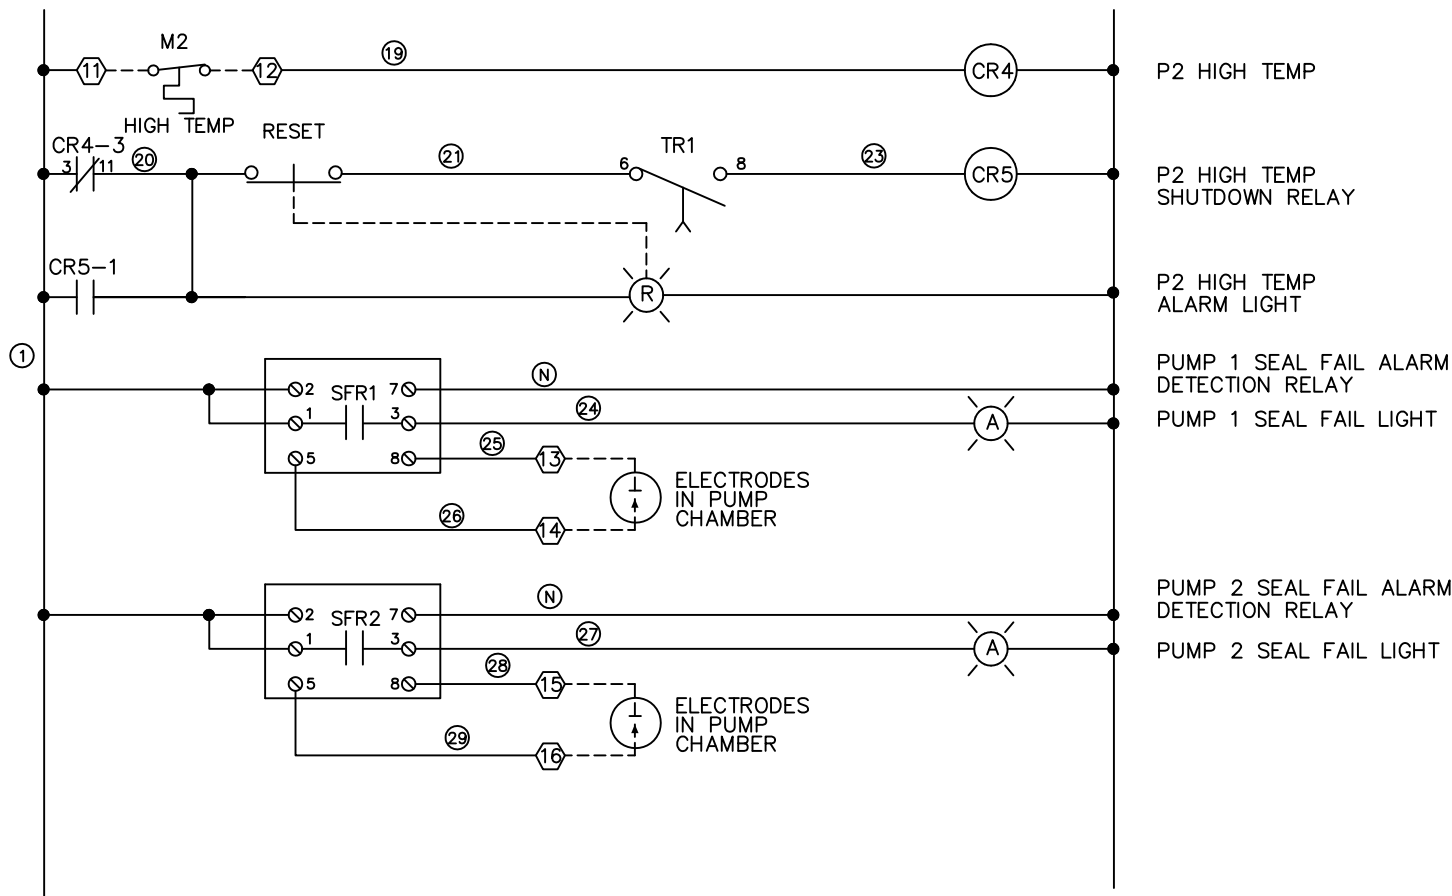 M2
19
11
12
CR4
P2 HIGH TEMP
HIGH TEMP
RESET
CR4-3
3
11
20
21
TR1
6
8
23
CR5
P2 HIGH TEMP
SHUTDOWN RELAY
CR5-1
R
P2 HIGH TEMP
ALARM LIGHT
1
2
SFR1
7
N
PUMP 1 SEAL FAIL ALARM
DETECTION RELAY
1
3
24
A
PUMP 1 SEAL FAIL LIGHT
5
8
25
13
ELECTRODES
IN PUMP
CHAMBER
26
14
2
SFR2
7
N
PUMP 2 SEAL FAIL ALARM
DETECTION RELAY
1
3
27
A
PUMP 2 SEAL FAIL LIGHT
5
8
28
15
ELECTRODES
IN PUMP
CHAMBER
29
16